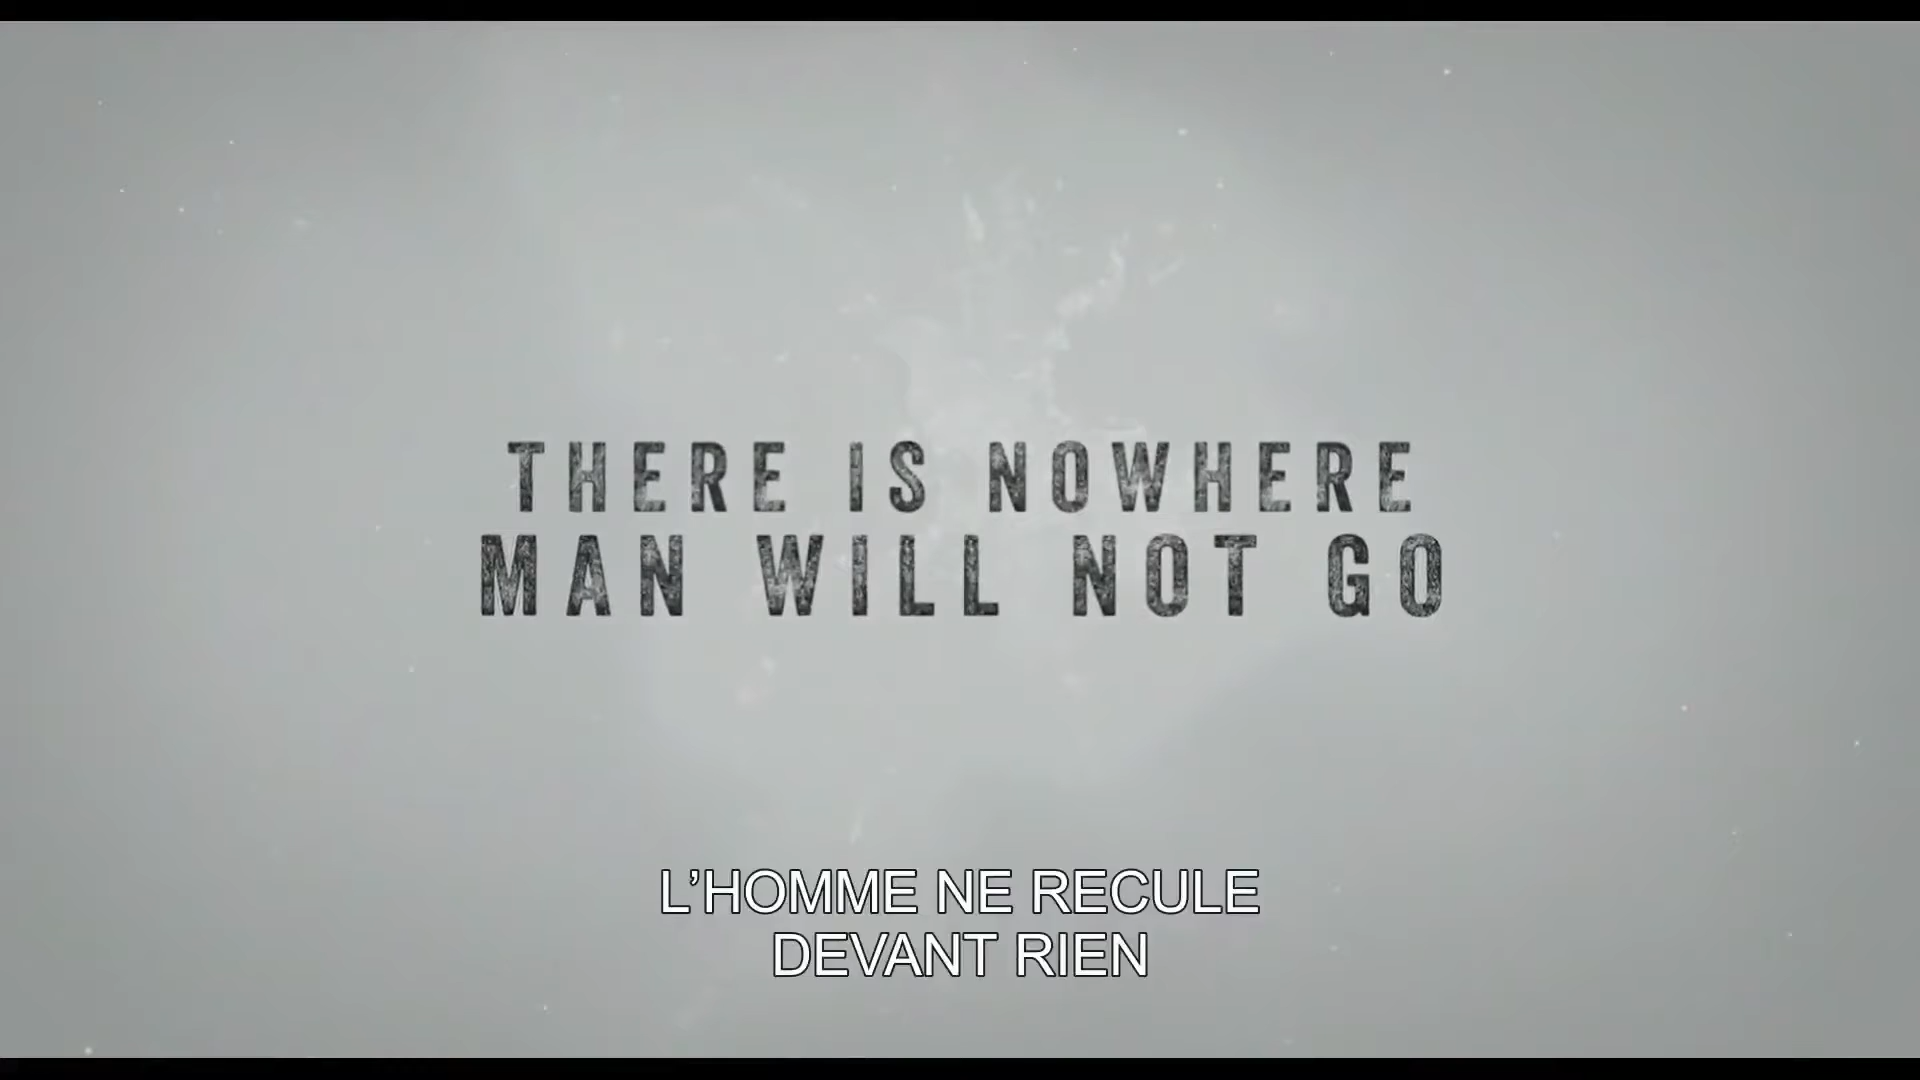 THERE IS NOWHERE
MAN WILL NOT GO
L’HOMME NE RECULE
DEVANT RIEN